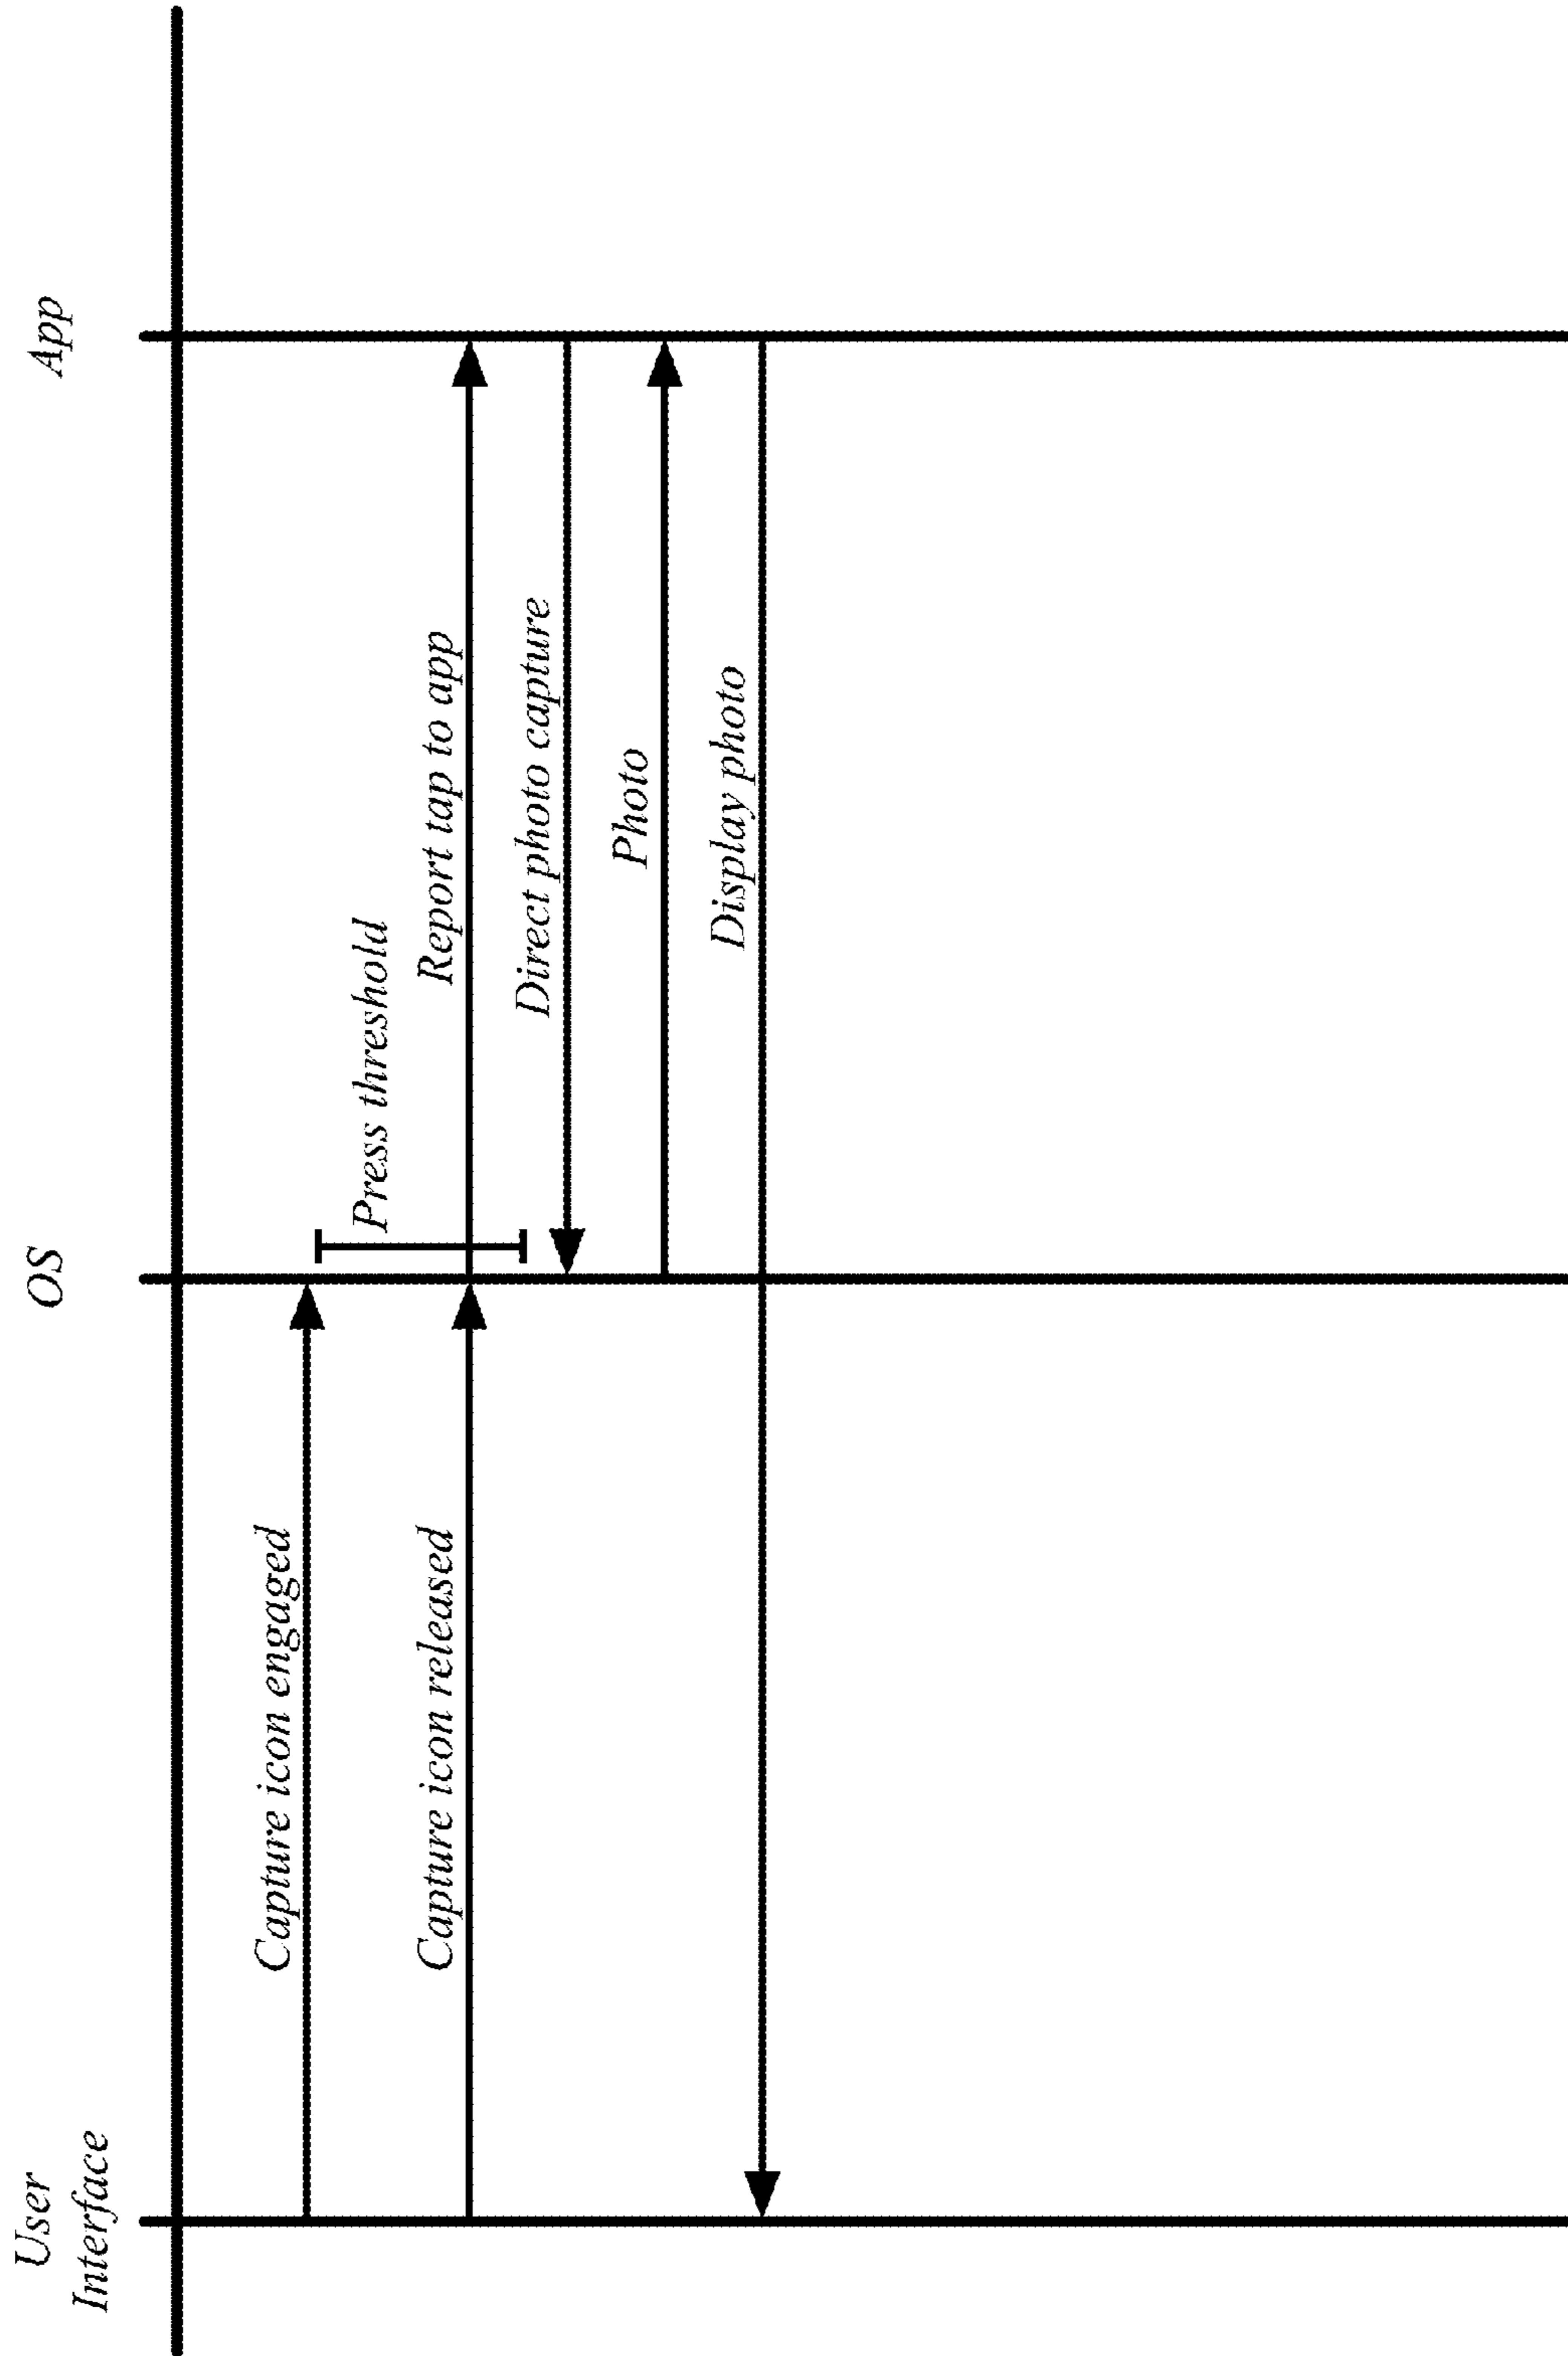 User
Interface
OS
App
Capture icon engaged
Press threshold
Capture icon released
Report tap to app
Direct photo capture
Photo
Display photo